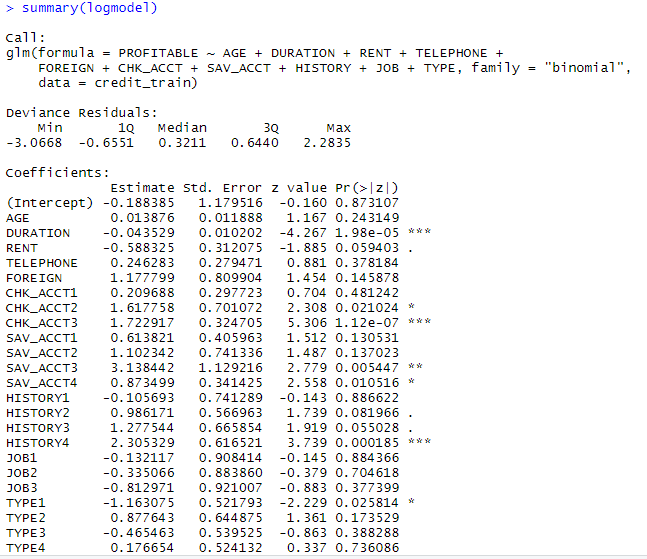 > summary(logmodel)
Call:
glm(formula = PROFITABLE ~ AGE + DURATION + RENT + TELEPHONE +
    FOREIGN + CHK_ACCT + SAV_ACCT + HISTORY + JOB + TYPE, family = "binomial",
    data = credit_train)
Deviance Residuals:
    Min       1Q   Median       3Q      Max
-3.0668  -0.6551   0.3211   0.6440   2.2835
Coefficients:
             Estimate Std. Error z value Pr(>|z|)
(Intercept) -0.188385   1.179516  -0.160 0.873107
AGE          0.013876   0.011888   1.167 0.243149
DURATION    -0.043529   0.010202  -4.267 1.98e-05 ***
RENT        -0.588325   0.312075  -1.885 0.059403 .
TELEPHONE    0.246283   0.279471   0.881 0.378184
FOREIGN      1.177799   0.809904   1.454 0.145878
CHK_ACCT1    0.209688   0.297723   0.704 0.481242
CHK_ACCT2    1.617758   0.701072   2.308 0.021024 *
CHK_ACCT3    1.722917   0.324705   5.306 1.12e-07 ***
SAV_ACCT1    0.613821   0.405963   1.512 0.130531
SAV_ACCT2    1.102342   0.741336   1.487 0.137023
SAV_ACCT3    3.138442   1.129216   2.779 0.005447 **
SAV_ACCT4    0.873499   0.341425   2.558 0.010516 *
HISTORY1    -0.105693   0.741289  -0.143 0.886622
HISTORY2     0.986171   0.566963   1.739 0.081966 .
HISTORY3     1.277544   0.665854   1.919 0.055028 .
HISTORY4     2.305329   0.616521   3.739 0.000185 ***
JOB1        -0.132117   0.908414  -0.145 0.884366
JOB2        -0.335066   0.883860  -0.379 0.704618
JOB3        -0.812971   0.921007  -0.883 0.377399
TYPE1       -1.163075   0.521793  -2.229 0.025814 *
TYPE2        0.877643   0.644875   1.361 0.173529
TYPE3       -0.465463   0.539525  -0.863 0.388288
TYPE4        0.176654   0.524132   0.337 0.736086